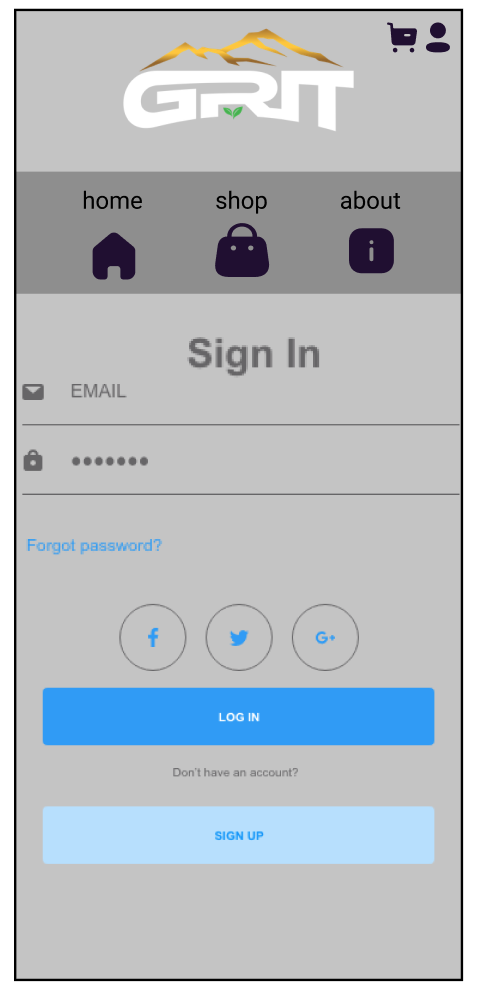 GRIT
home shop about
i
Sign In
EMAIL
•••••••
Forgot password?
f G+
LOG IN
Don't have an account?
SIGN UP